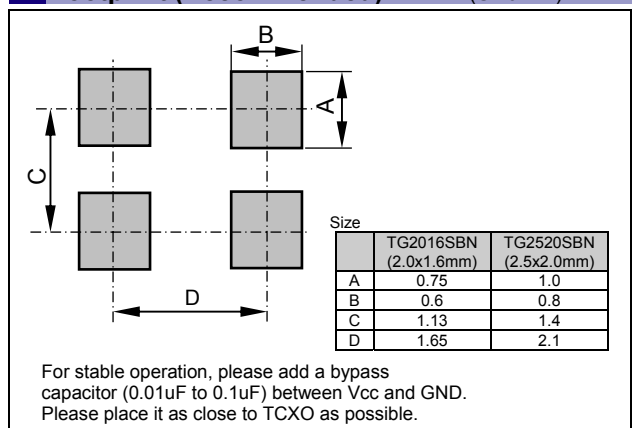 B
A
C
D
Size
TG2016SBN TG2520SBN
(2.0x1.6mm) (2.5x2.0mm)
A 0.75 1.0
B 0.6 0.8
C 1.13 1.4
D 1.65 2.1
For stable operation, please add a bypass
capacitor (0.01uF to 0.1uF) between Vcc and GND.
Please place it as close to TCXO as possible.